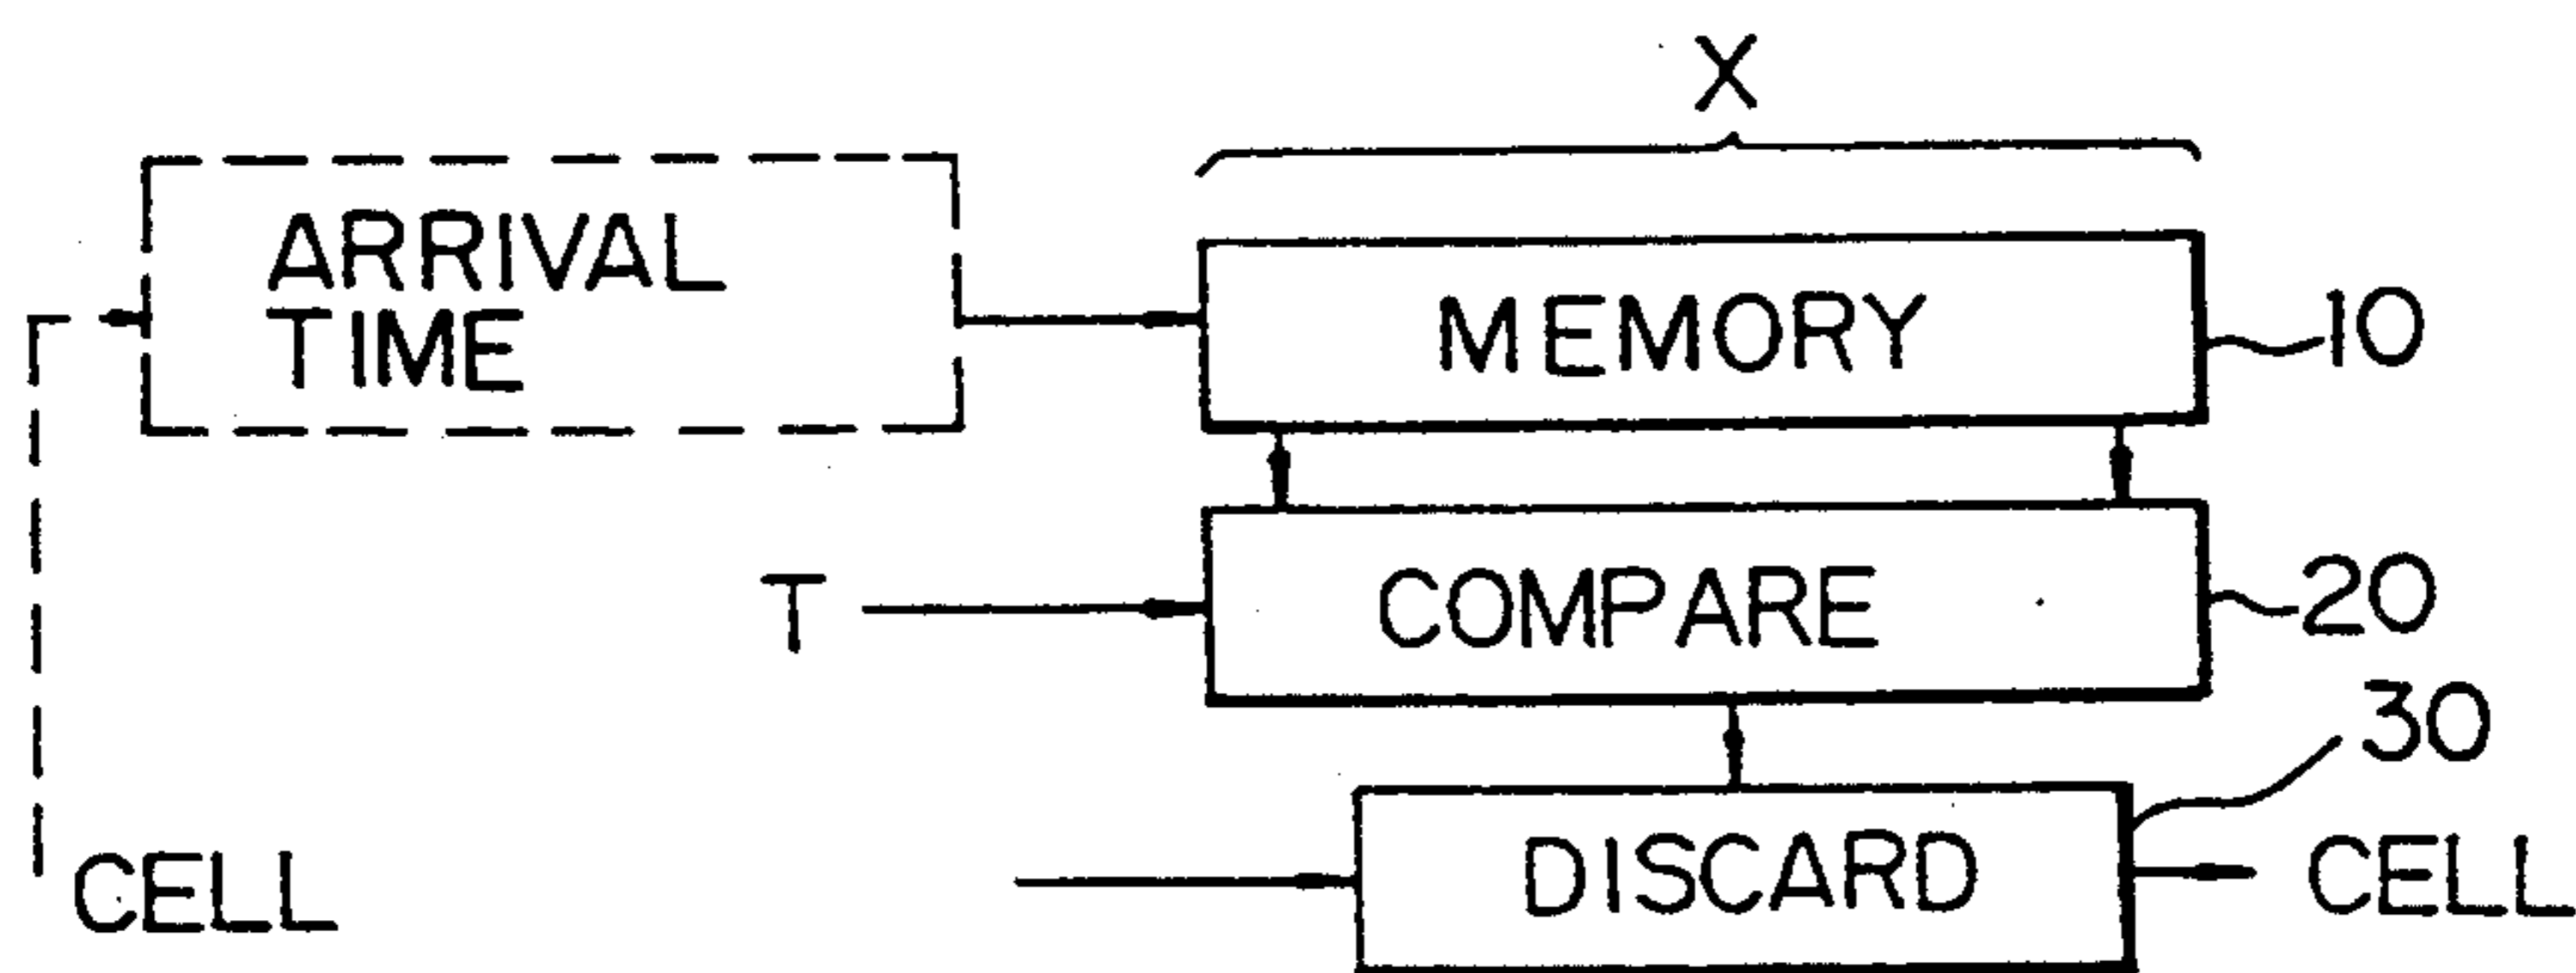 X
ARRIVAL
TIME
MEMORY
10
T
COMPARE
20
30
CELL
DISCARD
CELL